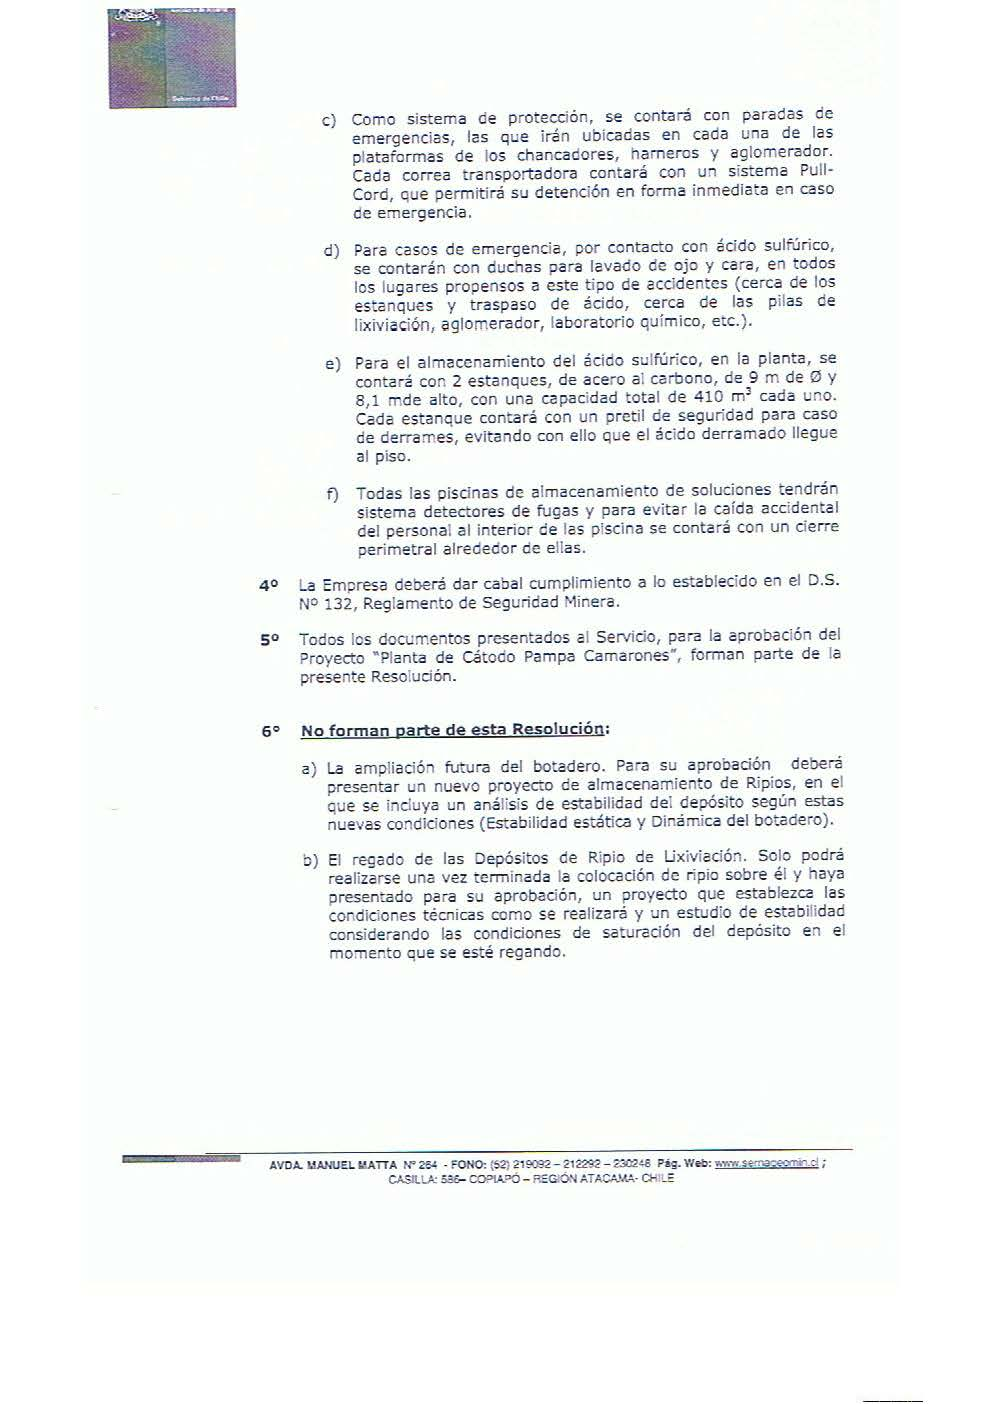 Gobierno de Chile
c) Como sistema de protección, se contará con paradas de
emergencias, las que irán ubicadas en cada una de las
plataformas de los chancadores, harneros y aglomerador.
Cada correa transportadora contará con un sistema Pull-
Cord, que permitirá su detención en forma inmediata en caso
de emergencia.
d) Para casos de emergencia, por contacto con ácido sulfúrico,
se contarán con duchas para lavado de ojo y cara, en todos
los lugares propensos a este tipo de accidentes (cerca de los
estanques y traspaso de ácido, cerca de las pilas de
lixiviación, aglomerador, laboratorio químico, etc.).
e) Para el almacenamiento del ácido sulfúrico, en la planta, se
contará con 2 estanques, de acero al carbono, de 9 m de Ø y
8,1 mde alto, con una capacidad total de 410 m³ cada uno.
Cada estanque contará con un pretil de seguridad para caso
de derrames, evitando con ello que el ácido derramado llegue
al piso.
f) Todas las piscinas de almacenamiento de soluciones tendrán
sistema detectores de fugas y para evitar la caída accidental
del personal al interior de las piscina se contará con un cierre
perimetral alrededor de ellas.
4º La Empresa deberá dar cabal cumplimiento a lo establecido en el D.S.
Nº 132, Reglamento de Seguridad Minera.
5º Todos los documentos presentados al Servicio, para la aprobación del
Proyecto "Planta de Cátodo Pampa Camarones", forman parte de la
presente Resolución.
6º No forman parte de esta Resolución:
a) La ampliación futura del botadero. Para su aprobación deberá
presentar un nuevo proyecto de almacenamiento de Ripios, en el
que se incluya un análisis de estabilidad del depósito según estas
nuevas condiciones (Estabilidad estática y Dinámica del botadero).
b) El regado de las Depósitos de Ripio de Lixiviación. Solo podrá
realizarse una vez terminada la colocación de ripio sobre él y haya
presentado para su aprobación, un proyecto que establezca las
condiciones técnicas como se realizará y un estudio de estabilidad
considerando las condiciones de saturación del depósito en el
momento que se esté regando.
AVDA. MANUEL MATTA Nº 264 - FONO: (52) 219092 – 212292 – 230248 Pág. Web: www.sernageomin.cl ;
CASILLA: 586– COPIAPÓ – REGIÓN ATACAMA- CHILE